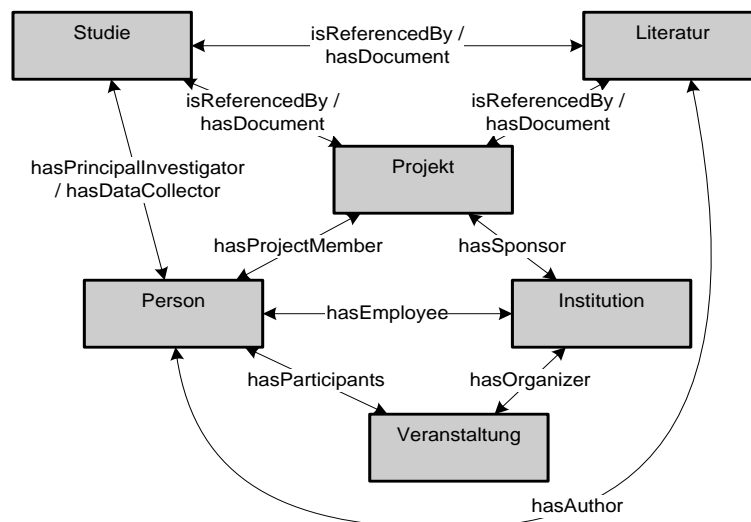 Studie
Literatur
isReferencedBy /
hasDocument
isReferencedBy /
hasDocument
isReferencedBy /
hasDocument
Projekt
hasPrincipalInvestigator
/ hasDataCollector
hasProjectMember
hasSponsor
Person
Institution
hasEmployee
hasParticipants
hasOrganizer
Veranstaltung
hasAuthor